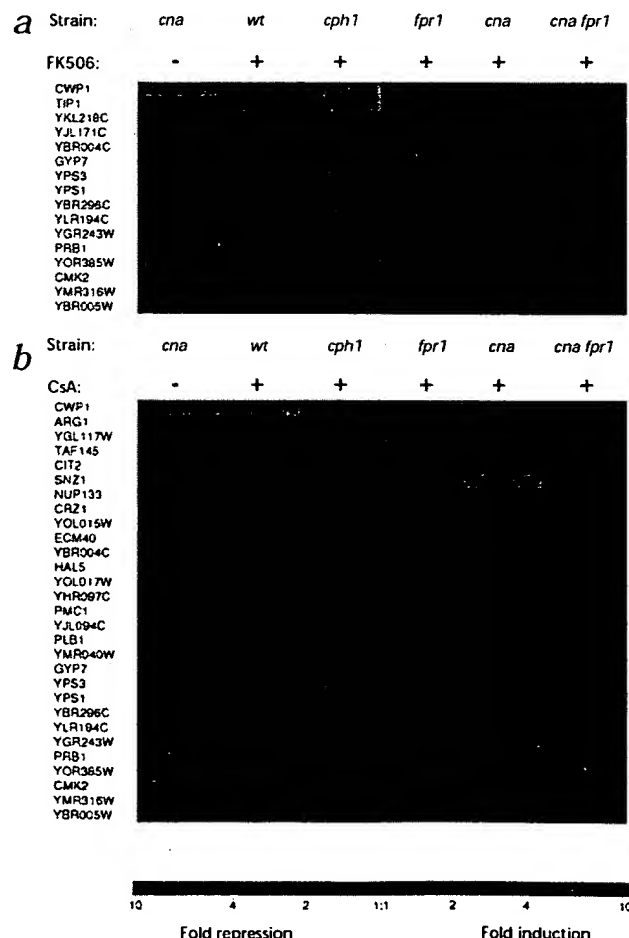 a Strain: cna wt cph1 fpr1 cna cna fpr1
FK506: - + + + + +
CWP1
TIP1
YKL218C
YJL171C
YBR004C
GYP7
YPS3
YPS1
YBR296C
YLR194C
YGR243W
PRB1
YOR385W
CMK2
YMR316W
YBR005W
b Strain: cna wt cph1 fpr1 cna cna fpr1
CsA: - + + + + +
CWP1
ARG1
YGL117W
TAF145
CIT2
SNZ1
NUP133
CRZ1
YOL015W
ECM40
YBR004C
HAL5
YOL017W
YHR097C
PMC1
YJL094C
PLB1
YMR040W
GYP7
YPS3
YPS1
YBR296C
YLR194C
YGR243W
PRB1
YOR385W
CMK2
YMR316W
YBR005W
10 4 2 1:1 2 4 10
Fold repression Fold induction